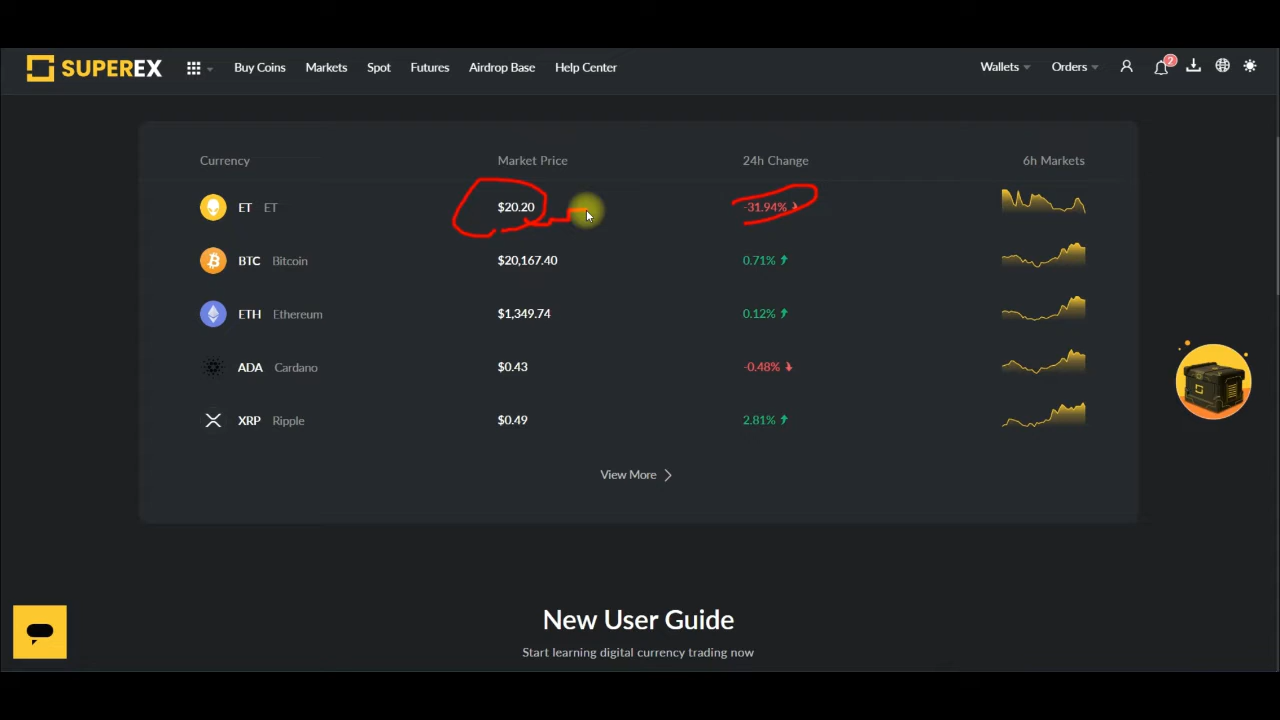 SUPEREX Buy Coins Markets Spot Futures Airdrop Base Help Center Wallets Orders 2
Currency Market Price 24h Change 6h Markets
ET ET $20.20 -31.94%
BTC Bitcoin $20,167.40 0.71%
ETH Ethereum $1,349.74 0.12%
ADA Cardano $0.43 -0.48%
XRP Ripple $0.49 2.81%
View More
New User Guide
Start learning digital currency trading now